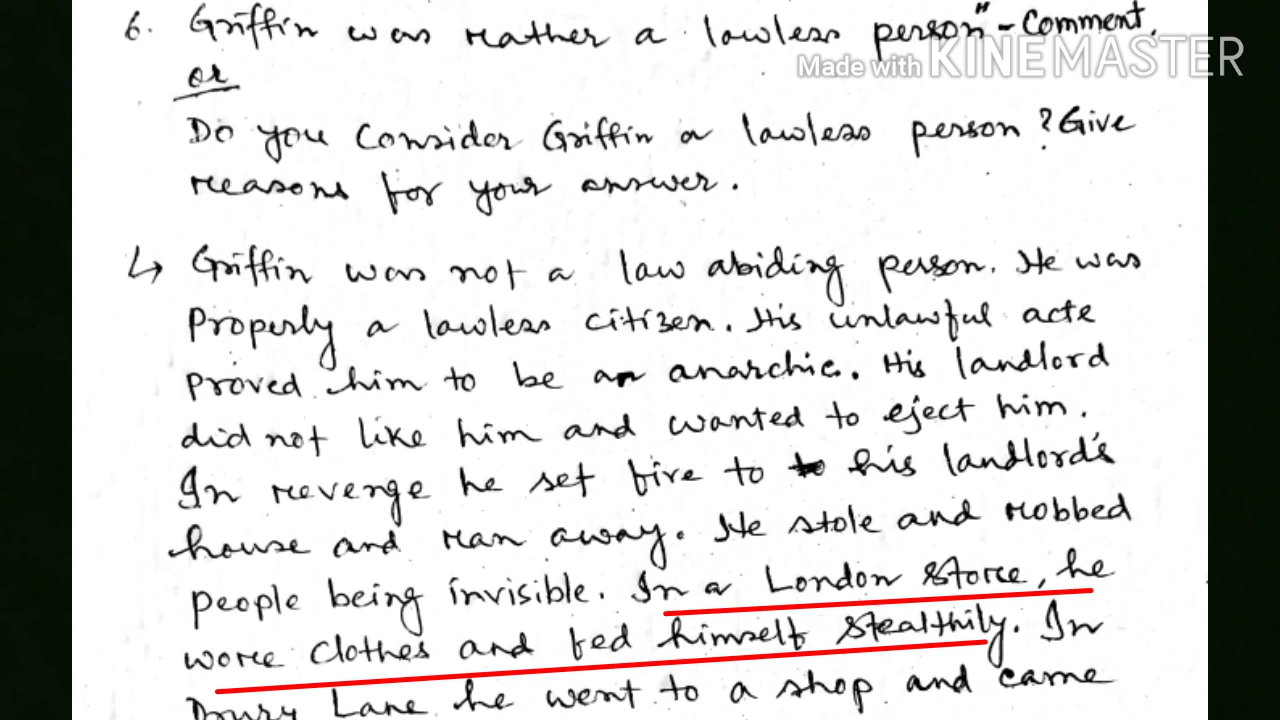 6. Griffin was rather a lawless person" - Comment.
Made with KINEMASTER
or
Do you Consider Griffin a lawless person? Give
reasons for your answer.
↳ Griffin was not a law abiding person. He was
Properly a lawless citizen. His unlawful acts
proved him to be an anarchic. His landlord
did not like him and wanted to eject him.
In revenge he set fire to his landlord's
house and ran away. He stole and robbed
people being invisible. In a London store, he
wore clothes and fed himself stealthily. In
Drury Lane he went to a shop and came